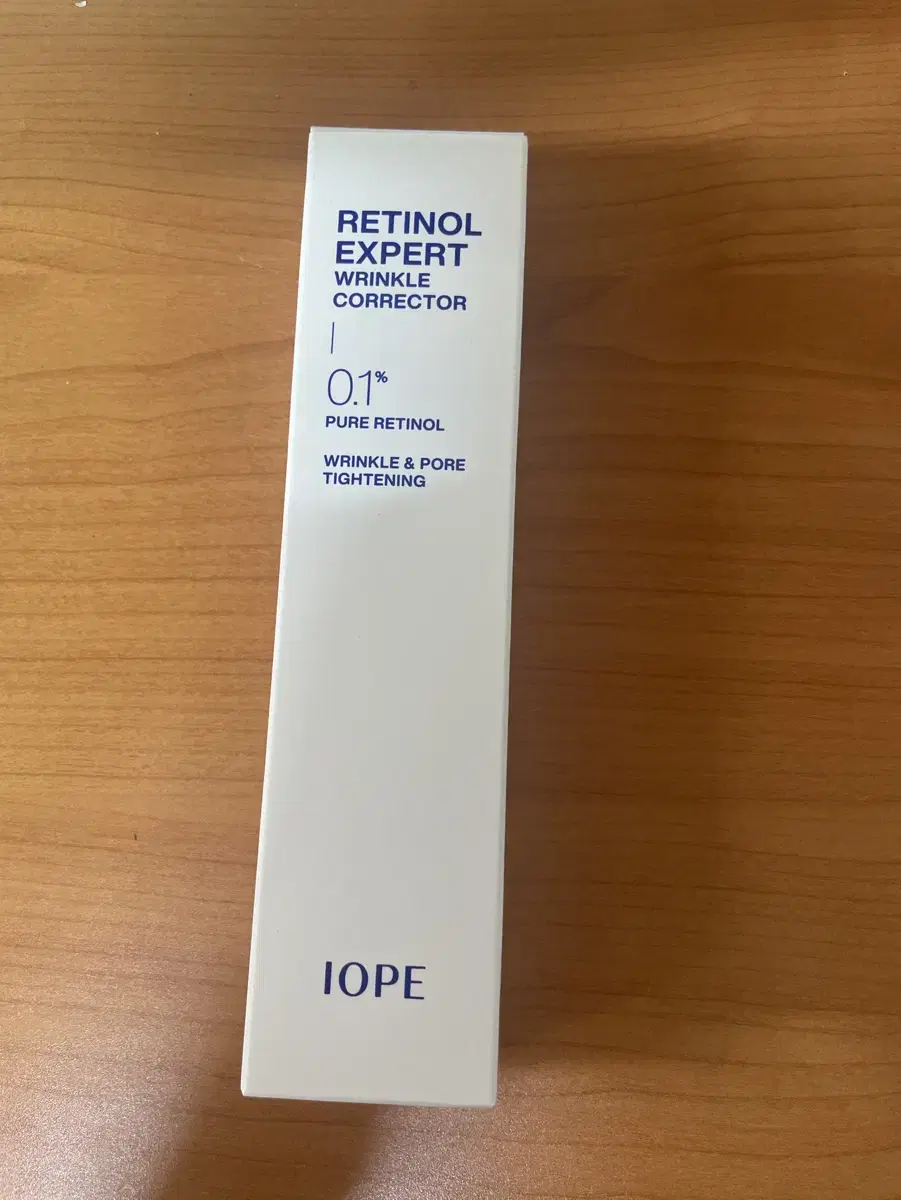 RETINOL
EXPERT
WRINKLE
CORRECTOR
0.1%
PURE RETINOL
WRINKLE & PORE
TIGHTENING
IOPE